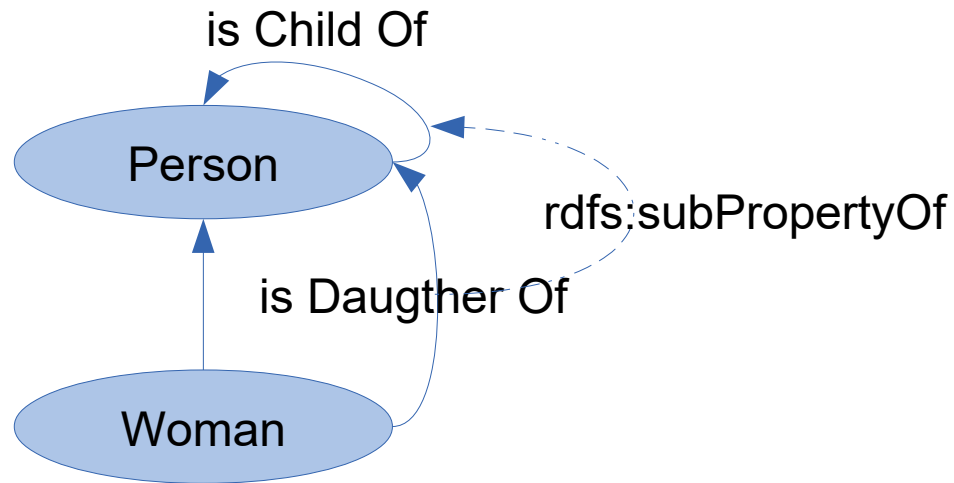 is Child Of
Person
rdfs:subPropertyOf
is Daugther Of
Woman